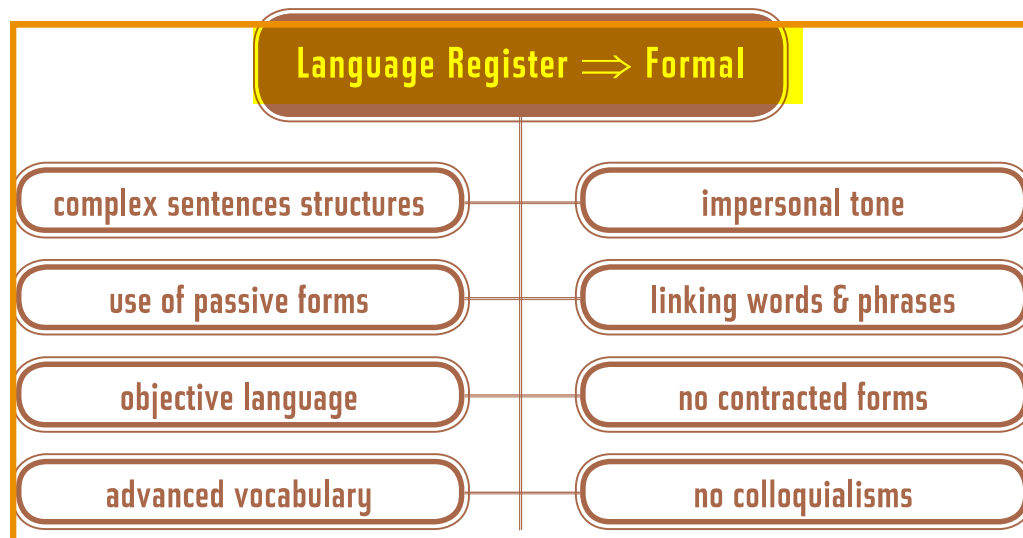 Language Register ⇒ Formal
complex sentences structures
impersonal tone
use of passive forms
linking words & phrases
objective language
no contracted forms
advanced vocabulary
no colloquialisms